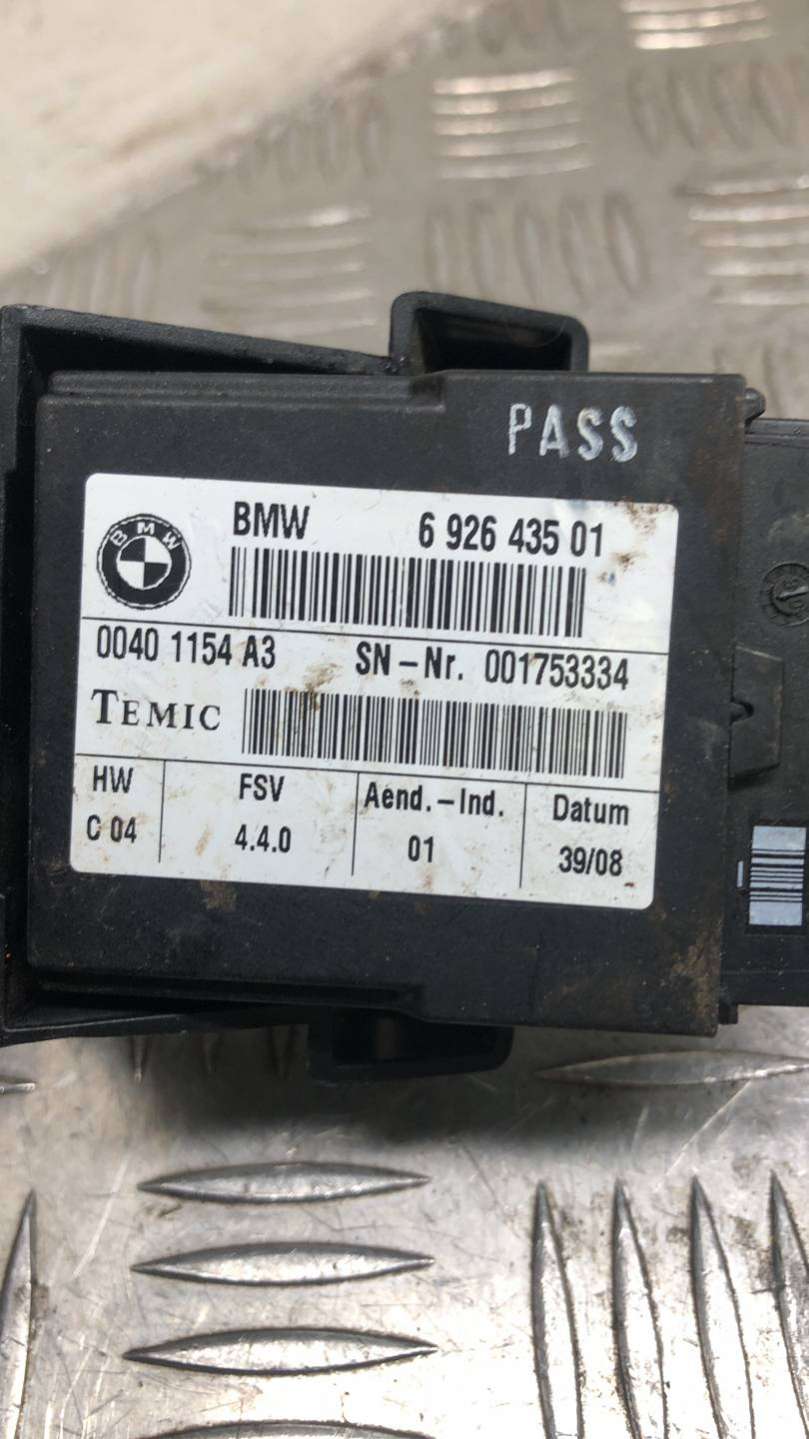 PASS
BMW
BMW 6 926 435 01
0040 1154 A3 SN-Nr. 001753334
TEMIC
HW FSV Aend.-Ind. Datum
C 04 4.4.0 01 39/08